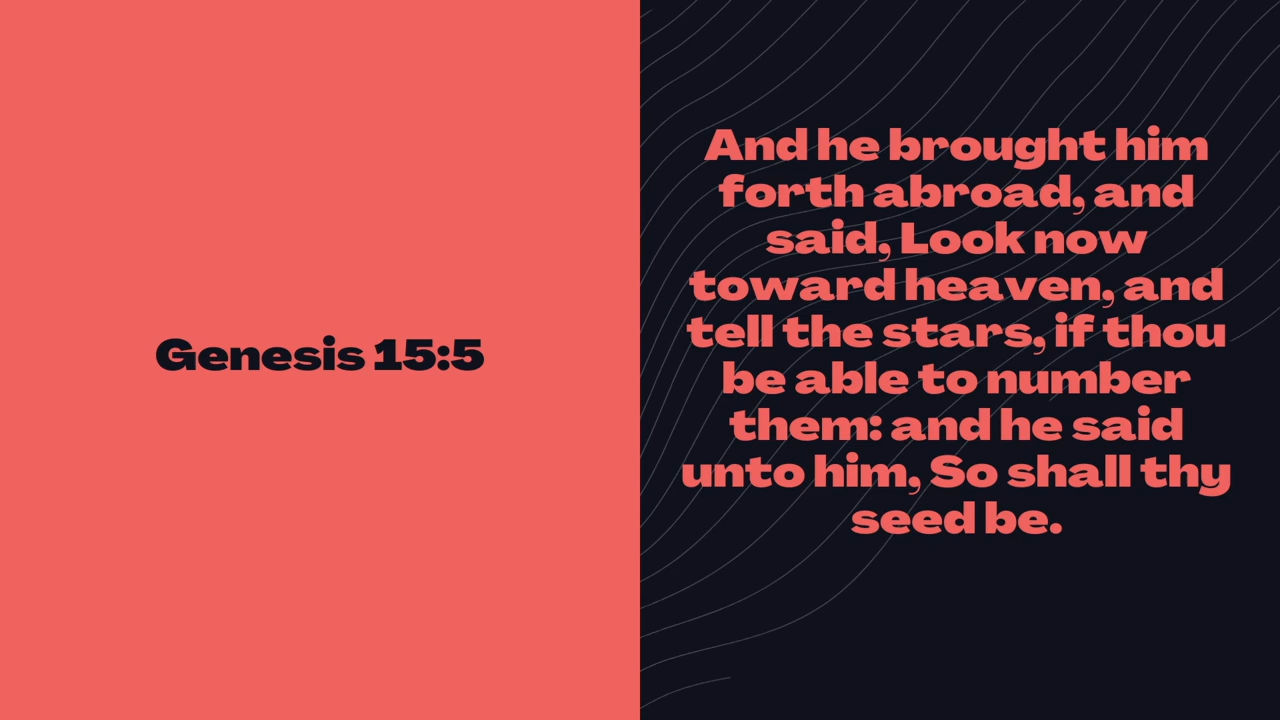 Genesis 15:5
And he brought him
forth abroad, and
said, Look now
toward heaven, and
tell the stars, if thou
be able to number
them: and he said
unto him, So shall thy
seed be.